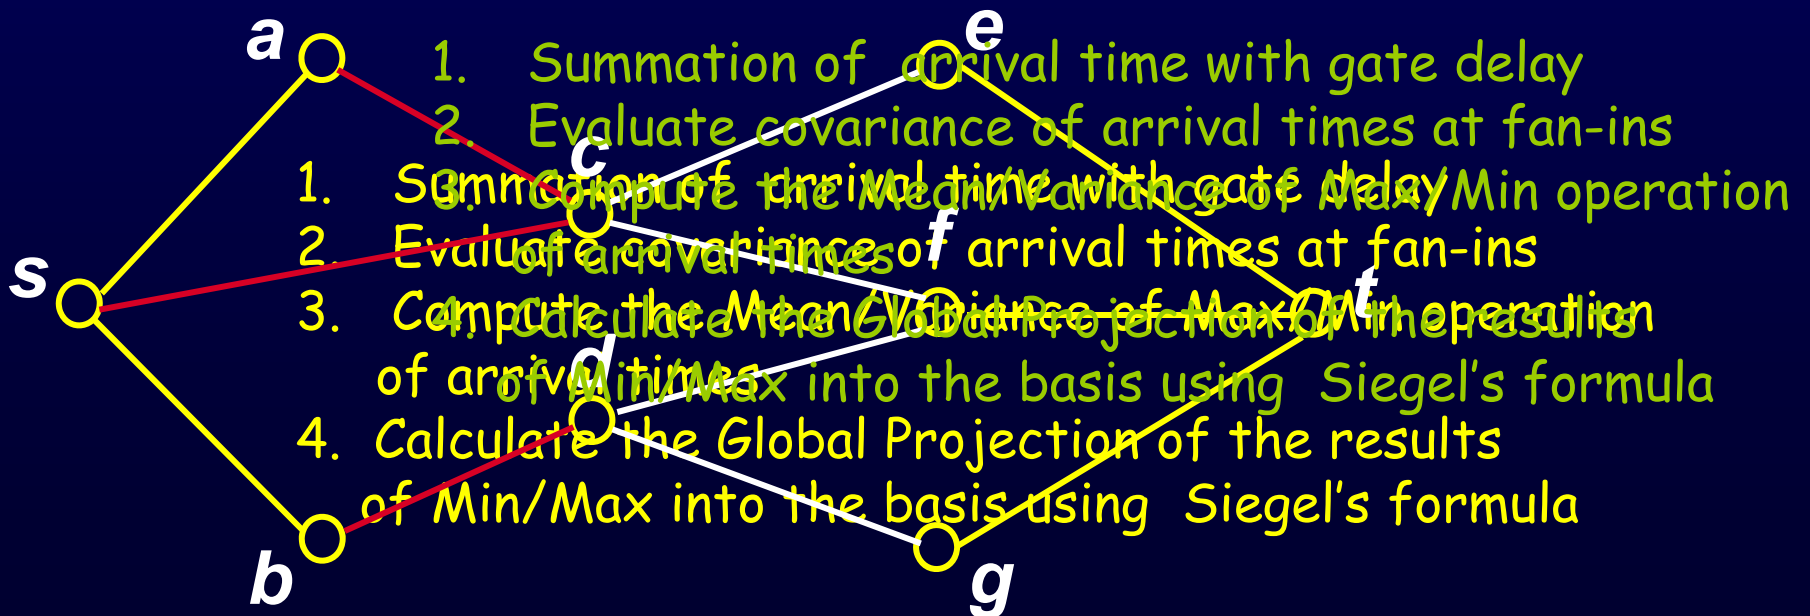 a
e
1. Summation of arrival time with gate delay
2. Evaluate covariance of arrival times at fan-ins
3. Compute the Mean/Variance of Max/Min operation
of arrival times
4. Calculate the Global Projection of the results
of Min/Max into the basis using Siegel's formula
c
1. Summation of arrival time with gate delay
f
2. Evaluate covariance of arrival times at fan-ins
s
t
3. Compute the Mean/Variance of Max/Min operation
of arrival times
d
4. Calculate the Global Projection of the results
of Min/Max into the basis using Siegel's formula
b
g